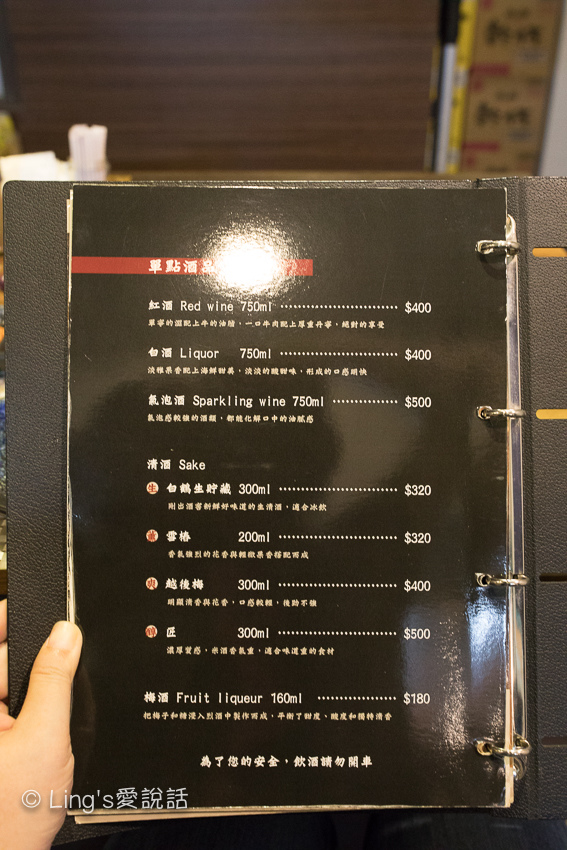 單點酒品
紅酒 Red wine 750ml $400
單寧的澀配上牛的油脂、一口牛肉配上厚重丹寧、絕對的享受
白酒 Liquor 750ml $400
淡雅果香配上海鮮甜美、淡淡的酸甜味、形成的口感明快
氣泡酒 Sparkling wine 750ml $500
氣泡感較強的酒類、都能化解口中的油膩感
清酒 Sake
生 白鶴生貯藏 300ml $320
剛出酒窖新鮮好味道的生清酒、適合冰飲
雪椿 200ml $320
香氣強烈的花香與輕微果香搭配而成
爽 越後梅 300ml $400
明顯清香與花香、口感較輕、後助不強
醇 匠 300ml $500
濃厚質感、米酒香氣重、適合味道重的食材
梅酒 Fruit liqueur 160ml $180
把梅子和糖浸入烈酒中製作而成、平衡了甜度、酸度和獨特清香
為了您的安全，飲酒請勿開車
© Ling's愛說話